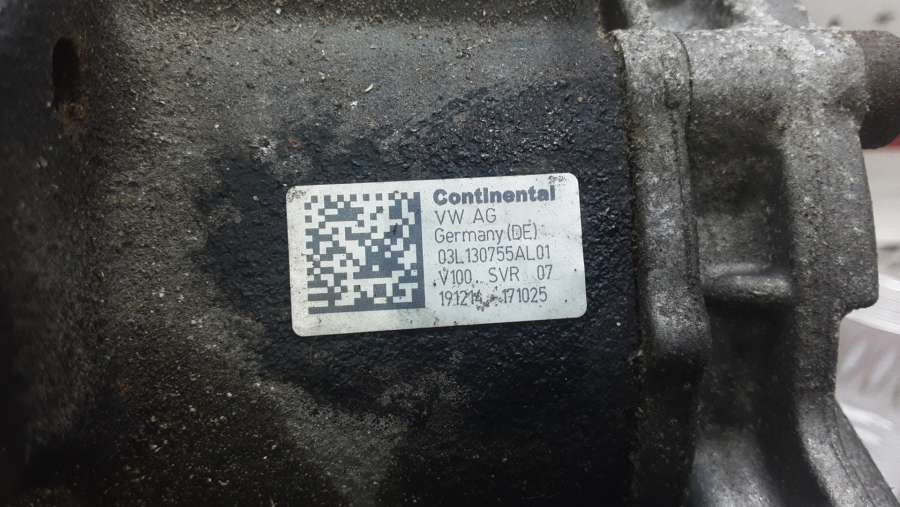 Continental
VW AG
Germany (DE)
03L130755AL01
V100 SVR 07
191214 171025